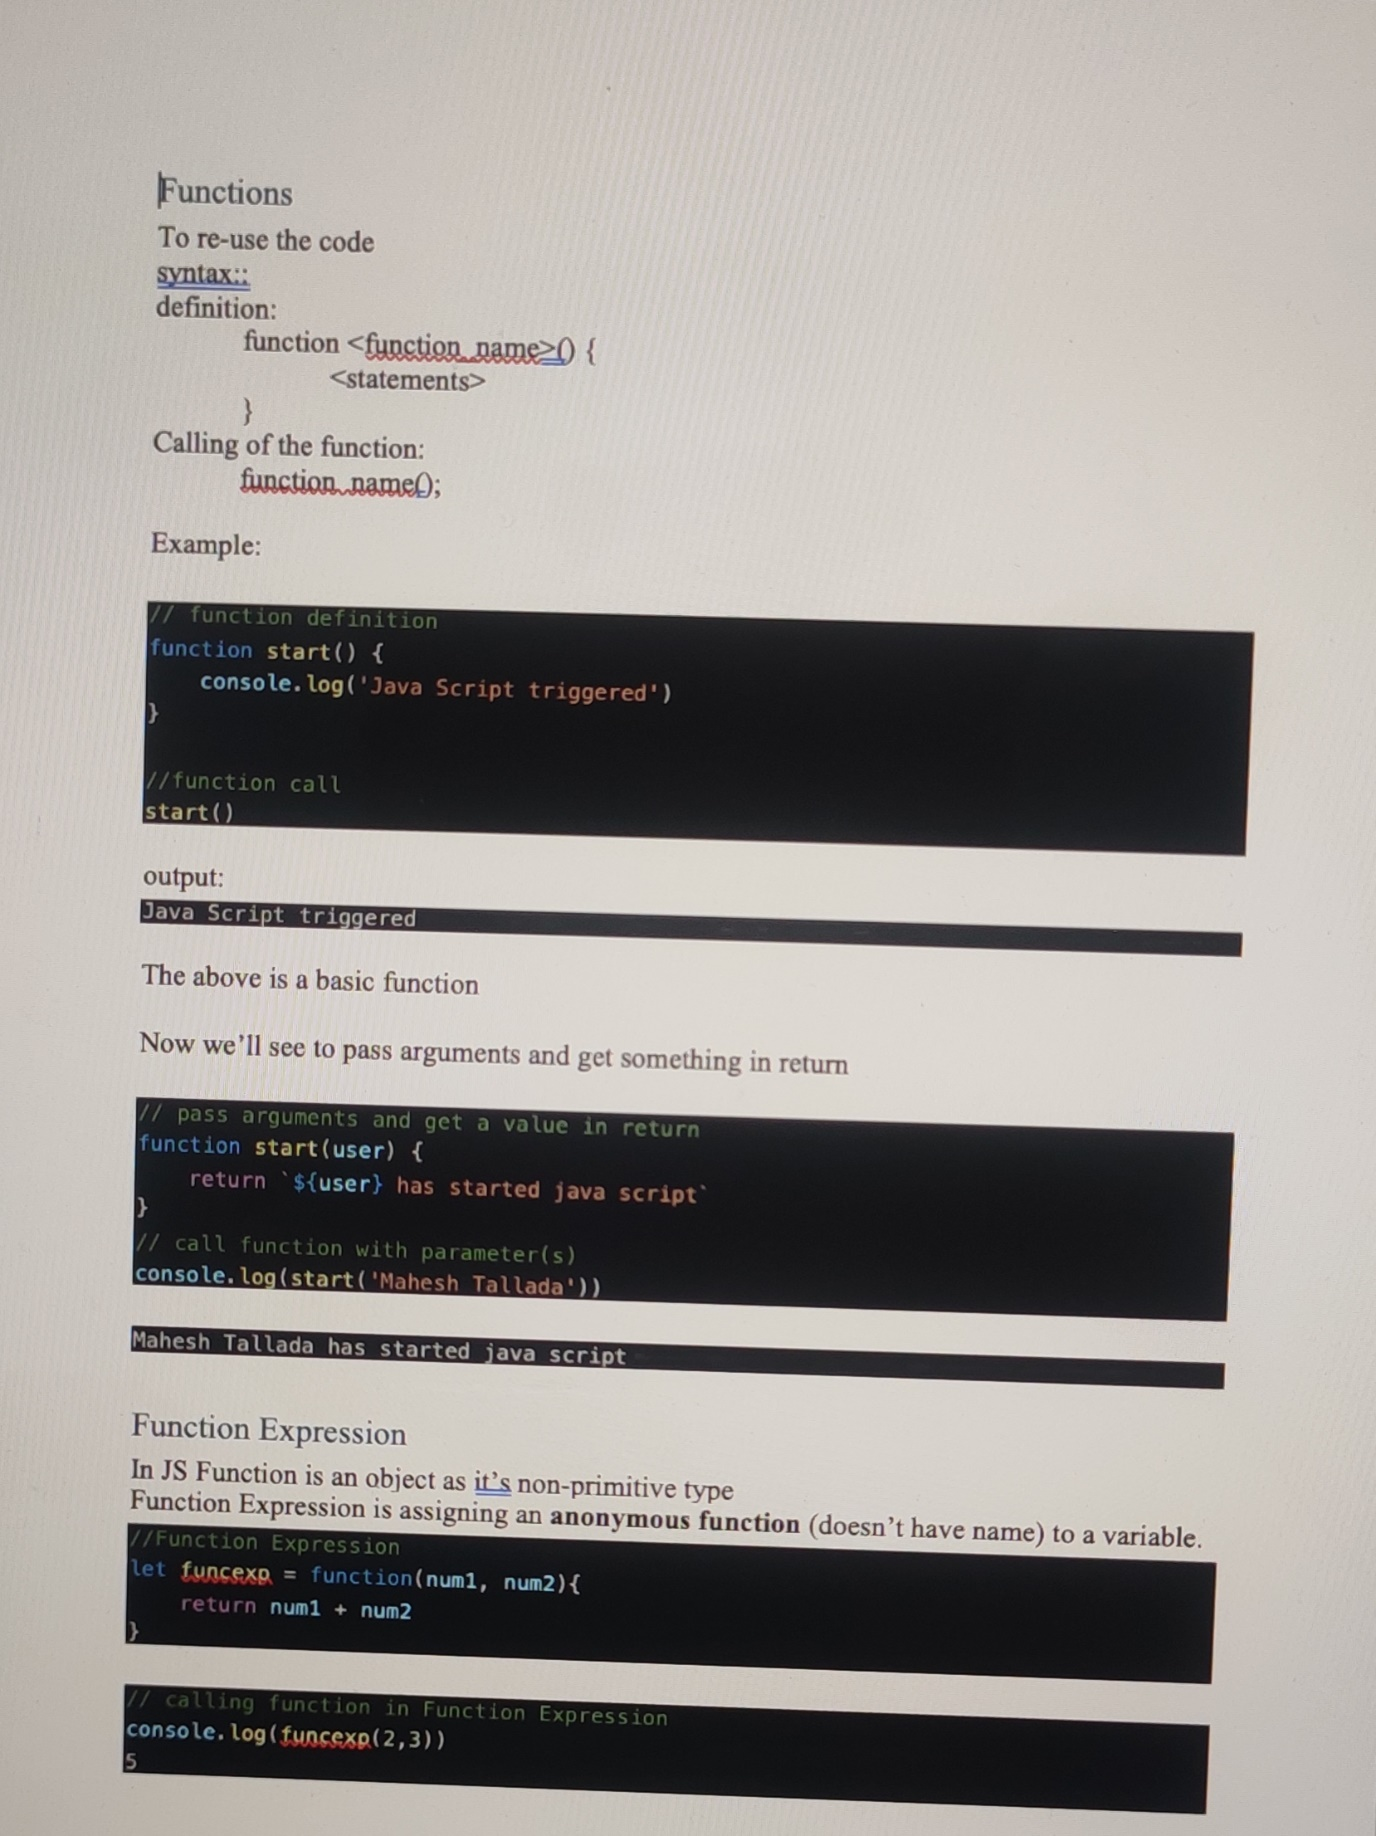 Functions
To re-use the code
syntax::
definition:
function <function_name>() {
<statements>
}
Calling of the function:
function_name();
Example:
// function definition
function start() {
console.log('Java Script triggered')
}
//function call
start()
output:
Java Script triggered
The above is a basic function
Now we'll see to pass arguments and get something in return
// pass arguments and get a value in return
function start(user) {
return `${user} has started java script`
}
// call function with parameter(s)
console.log(start('Mahesh Tallada'))
Mahesh Tallada has started java script
Function Expression
In JS Function is an object as it's non-primitive type
Function Expression is assigning an anonymous function (doesn't have name) to a variable.
//Function Expression
let funcexp = function(num1, num2){
return num1 + num2
}
// calling function in Function Expression
console.log(funcexp(2,3))
5